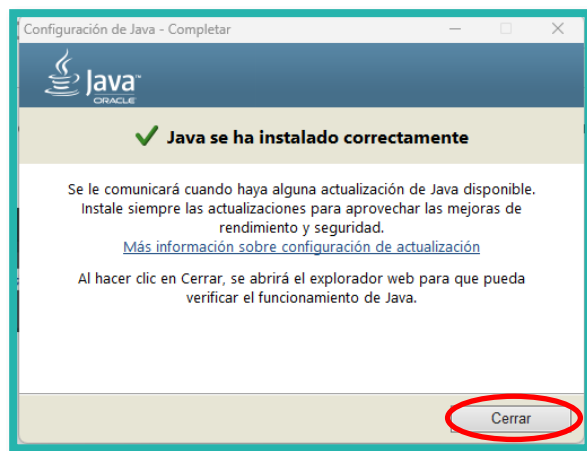 Configuración de Java - Completar
Java™
ORACLE
Java se ha instalado correctamente
Se le comunicará cuando haya alguna actualización de Java disponible.
Instale siempre las actualizaciones para aprovechar las mejoras de
rendimiento y seguridad.
Más información sobre configuración de actualización
Al hacer clic en Cerrar, se abrirá el explorador web para que pueda
verificar el funcionamiento de Java.
Cerrar